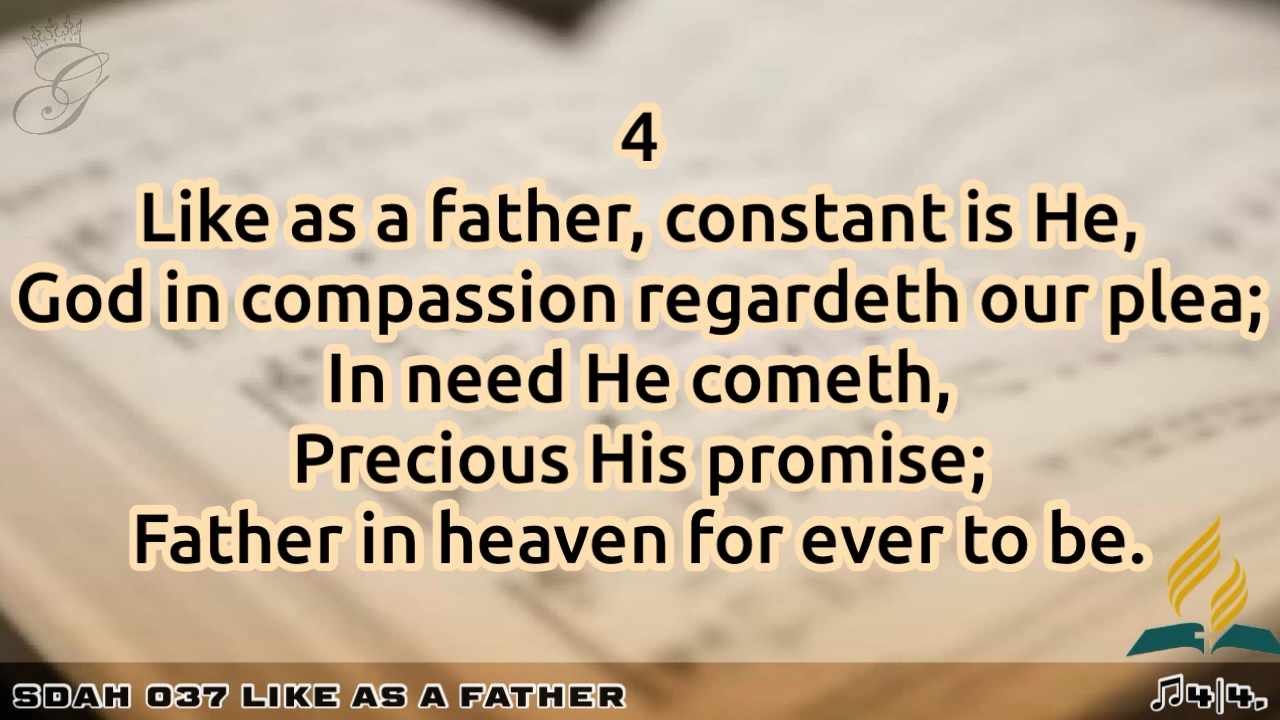 4
Like as a father, constant is He,
God in compassion regardeth our plea;
In need He cometh,
Precious His promise;
Father in heaven for ever to be.
SDAH 037 LIKE AS A FATHER
♫4|4.
G